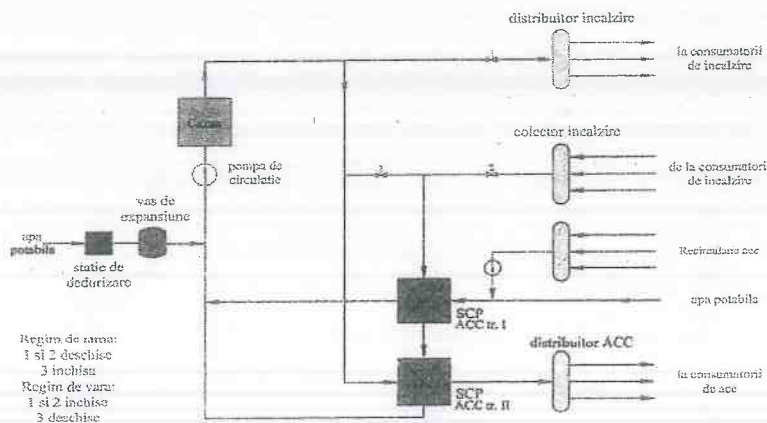 distribuitor incalzire
la consumatorii
de incalzire
Cazan
colector incalzire
pompa de
circulatie
de la consumatori
de incalzire
vas de
expansiune
apa
potabila
statie de
dedurizare
Recirculare acc
apa potabila
SCP
ACC tr. I
Regim de iarna:
1 si 2 deschise
3 inchisa
Regim de vara:
1 si 2 inchise
3 deschise
distribuitor ACC
SCP
ACC tr. II
la consumatorii
de acc